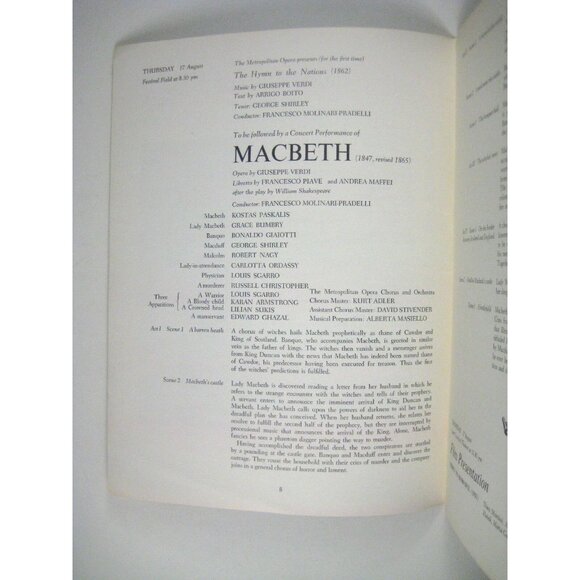 THURSDAY 17 August
Festival Field at 8.30 pm
The Metropolitan Opera presents (for the first time)
The Hymn to the Nations (1862)
Music by GIUSEPPE VERDI
Text by ARRIGO BOITO
Tenor: GEORGE SHIRLEY
Conductor: FRANCESCO MOLINARI-PRADELLI
To be followed by a Concert Performance of
MACBETH (1847, revised 1865)
Opera by GIUSEPPE VERDI
Libretto by FRANCESCO PIAVE and ANDREA MAFFEI
after the play by William Shakespeare
Conductor: FRANCESCO MOLINARI-PRADELLI
Macbeth KOSTAS PASKALIS
Lady Macbeth GRACE BUMBRY
Banquo BONALDO GIAIOTTI
Macduff GEORGE SHIRLEY
Malcolm ROBERT NAGY
Lady-in-attendance CARLOTTA ORDASSY
Physician LOUIS SGARRO
A murderer RUSSELL CHRISTOPHER
Three Apparitions
A Warrior LOUIS SGARRO
A Bloody child KARAN ARMSTRONG
A Crowned head LILIAN SUKIS
A manservant EDWARD GHAZAL
The Metropolitan Opera Chorus and Orchestra
Chorus Master: KURT ADLER
Assistant Chorus Master: DAVID STIVENDER
Musical Preparation: ALBERTA MASIELLO
Act 1 Scene 1 A barren heath
A chorus of witches hails Macbeth prophetically as thane of Cawdor and
King of Scotland. Banquo, who accompanies Macbeth, is greeted in similar
vein as the father of kings. The witches then vanish and a messenger arrives
from King Duncan with the news that Macbeth has indeed been named thane
of Cawdor, his predecessor having been executed for treason. Thus the first
of the witches' predictions is fulfilled.
Scene 2 Macbeth's castle
Lady Macbeth is discovered reading a letter from her husband in which he
refers to the strange encounter with the witches and tells of their prophecy.
A servant enters to announce the imminent arrival of King Duncan and
Macbeth. Lady Macbeth calls upon the powers of darkness to aid her in the
dreadful plan she has conceived. When her husband returns, she relates her
resolve to fulfill the second half of the prophecy, but they are interrupted by
processional music that announces the arrival of the King. Alone, Macbeth
fancies he sees a phantom dagger pointing the way to murder.
Having accomplished the dreadful deed, the two conspirators are startled
by a pounding at the castle gate. Banquo and Macduff enter and discover the
outrage. They rouse the household with their cries of murder and the company
joins in a general chorus of horror and lament.
8
Film Presentation